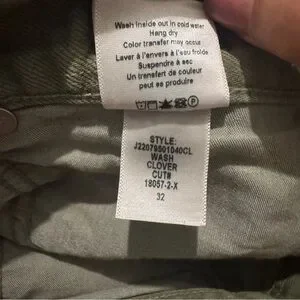 Wash inside out in cold water
Hang dry
Color transfer may occur
Laver à l'envers à l'eau froide
Suspendre à sec
Un transfert de couleur
peut se produire
P
STYLE:
J22079501040CL
WASH
CLOVER
CUT#
18057-2-X
32